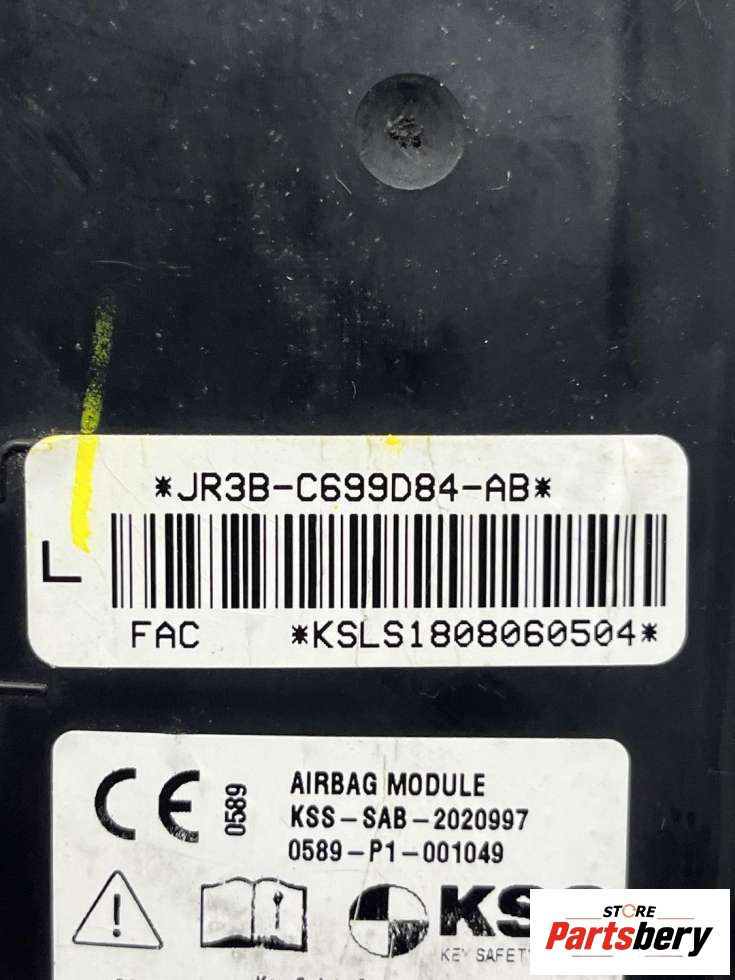 *JR3B-C699D84-AB*
L
FAC *KSLS1808060504*
CE 0589
AIRBAG MODULE
KSS-SAB-2020997
0589-P1-001049
KEY SAFETY
STORE
Partsbery